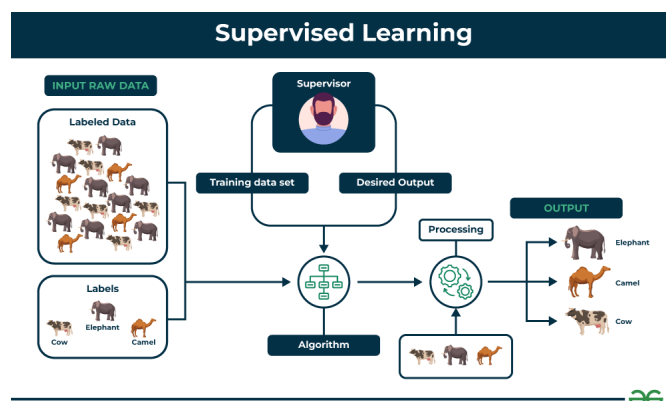 Supervised Learning
INPUT RAW DATA
Labeled Data
Labels
Elephant
Cow
Camel
Supervisor
Training data set
Desired Output
Algorithm
Processing
OUTPUT
Elephant
Camel
Cow